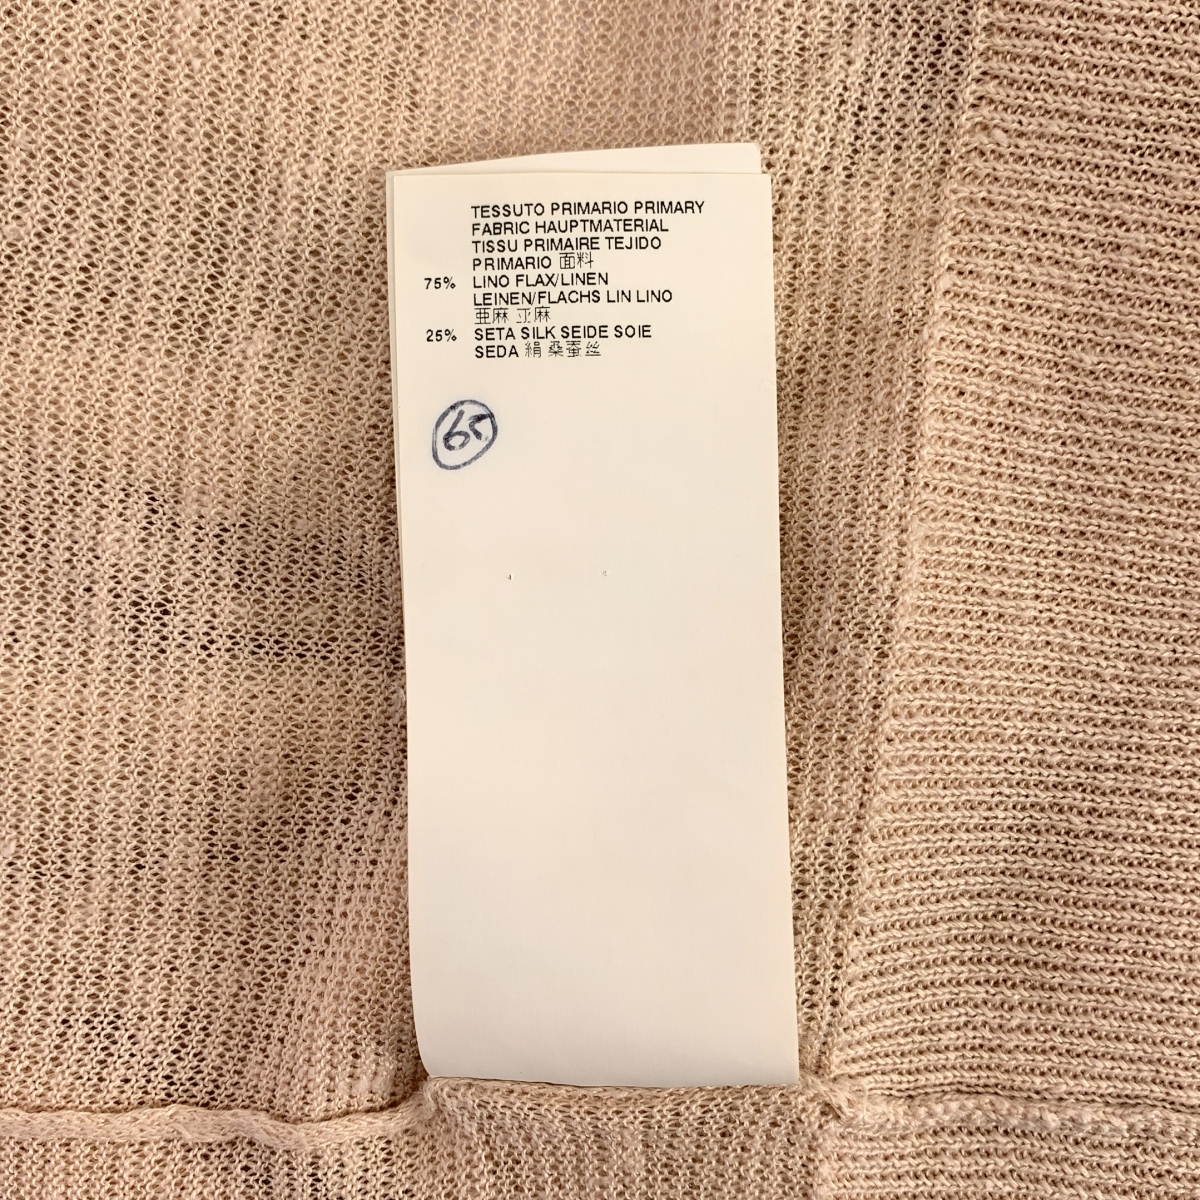 TESSUTO PRIMARIO PRIMARY
FABRIC HAUPTMATERIAL
TISSU PRIMAIRE TEJIDO
PRIMARIO 面料
75% LINO FLAX/LINEN
LEINEN/FLACHS LIN LINO
亜麻 亚麻
25% SETA SILK SEIDE SOIE
SEDA 絹 桑蚕丝
65